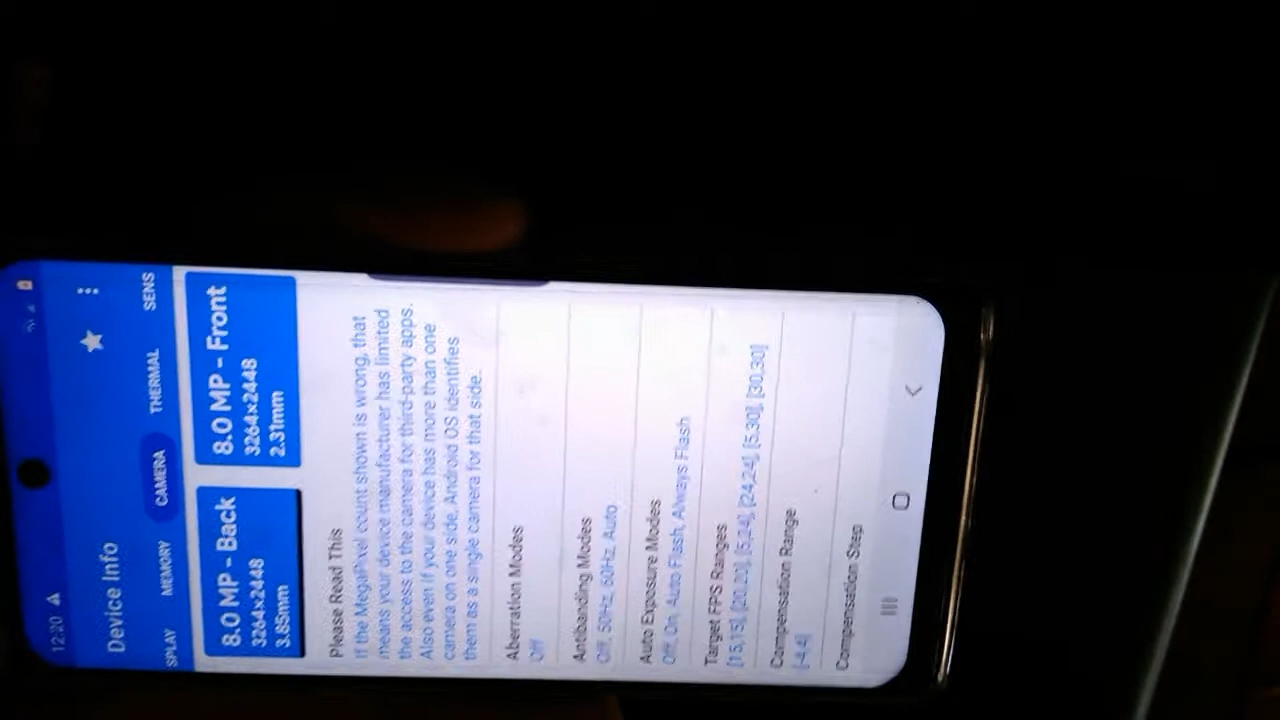 12:20
Device Info
SPLAY MEMORY CAMERA THERMAL SENS
8.0 MP - Back
3264×2448
3.85mm
8.0 MP - Front
3264×2448
2.31mm
Please Read This
If the MegaPixel count shown is wrong, that
means your device manufacturer has limited
the access to the camera for third-party apps.
Also even if your device has more than one
camera on one side, Android OS identifies
them as a single camera for that side.
Aberration Modes
Off
Antibanding Modes
Off, 50Hz, 60Hz, Auto
Auto Exposure Modes
Off, On, Auto Flash, Always Flash
Target FPS Ranges
[15,15], [20,20], [5,24], [24,24], [5,30], [30,30]
Compensation Range
[-4,4]
Compensation Step